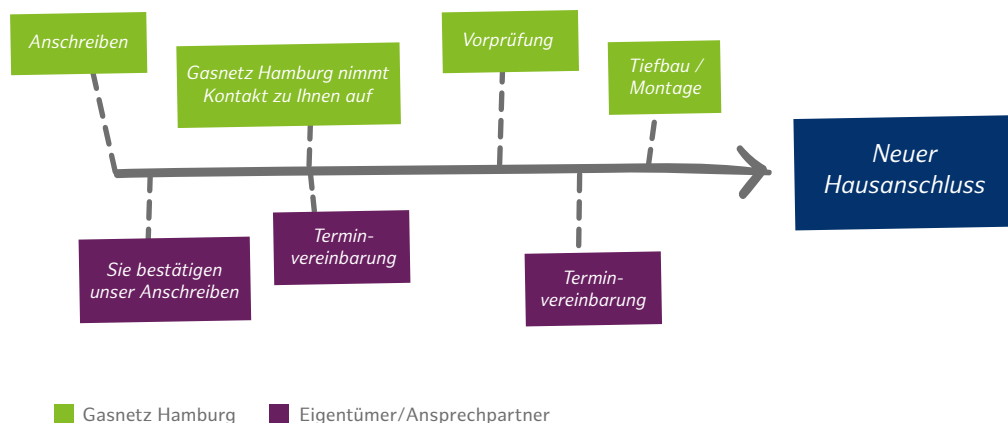 Anschreiben
Gasnetz Hamburg nimmt
Kontakt zu Ihnen auf
Vorprüfung
Tiefbau /
Montage
Neuer
Hausanschluss
Sie bestätigen
unser Anschreiben
Termin-
vereinbarung
Termin-
vereinbarung
Gasnetz Hamburg
Eigentümer/Ansprechpartner